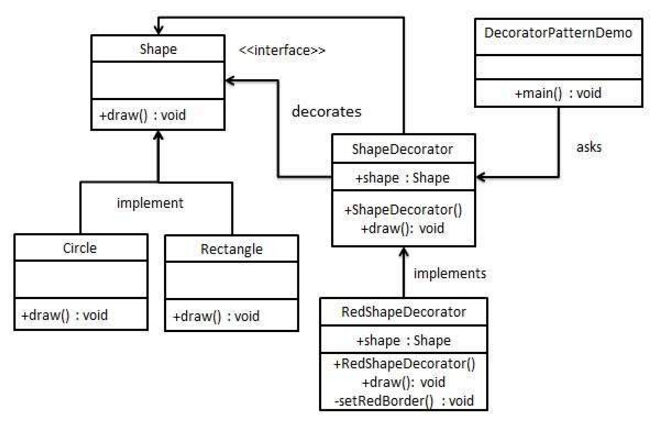 Shape
+draw() : void
<<interface>>
DecoratorPatternDemo
+main() : void
decorates
asks
ShapeDecorator
+shape : Shape
+ShapeDecorator()
+draw(): void
implement
Circle
+draw() : void
Rectangle
+draw() : void
implements
RedShapeDecorator
+shape : Shape
+RedShapeDecorator()
+draw(): void
-setRedBorder() : void